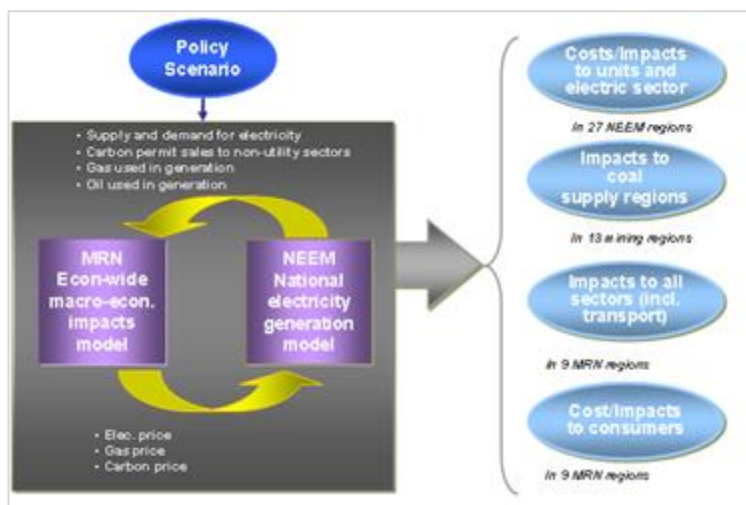 Policy
Scenario
• Supply and demand for electricity
• Carbon permit sales to non-utility sectors
• Gas used in generation
• Oil used in generation
MRN
Econ-wide
macro-econ.
impacts
model
NEEM
National
electricity
generation
model
• Elec. price
• Gas price
• Carbon price
Costs/Impacts
to units and
electric sector
In 27 NEEM regions
Impacts to
coal
supply regions
In 13 mining regions
Impacts to all
sectors (incl.
transport)
In 9 MRN regions
Cost/Impacts
to consumers
In 9 MRN regions